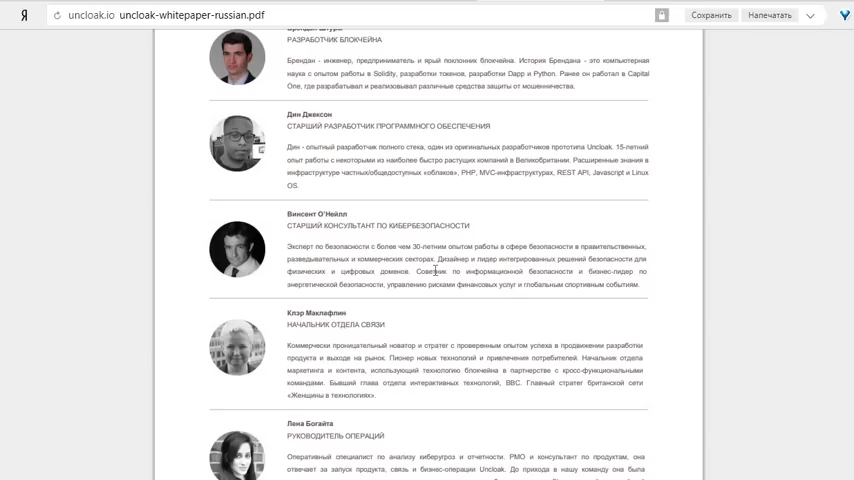 Я uncloak.io uncloak-whitepaper-russian.pdf Сохранить Напечатать
РАЗРАБОТЧИК БЛОКЧЕЙНА
Брендан - инженер, предприниматель и ярый поклонник блокчейна. История Брендана - это компьютерная
наука с опытом работы в Solidity, разработки токенов, разработки Dapp и Python. Ранее он работал в Capital
One, где разрабатывал и реализовывал различные средства защиты от мошенничества.
Дин Джексон
СТАРШИЙ РАЗРАБОТЧИК ПРОГРАММНОГО ОБЕСПЕЧЕНИЯ
Дин - опытный разработчик полного стека, один из оригинальных разработчиков прототипа Uncloak. 15-летний
опыт работы с некоторыми из наиболее быстро растущих компаний в Великобритании. Расширенные знания в
инфраструктуре частных/общедоступных «облаков», PHP, MVC-инфраструктурах, REST API, Javascript и Linux
OS.
Винсент О'Нейлл
СТАРШИЙ КОНСУЛЬТАНТ ПО КИБЕРБЕЗОПАСНОСТИ
Эксперт по безопасности с более чем 30-летним опытом работы в сфере безопасности в правительственных,
разведывательных и коммерческих секторах. Дизайнер и лидер интегрированных решений безопасности для
физических и цифровых доменов. Советник по информационной безопасности и бизнес-лидер по
энергетической безопасности, управлению рисками финансовых услуг и глобальным спортивным событиям.
Клэр Маклафлин
НАЧАЛЬНИК ОТДЕЛА СВЯЗИ
Коммерчески проницательный новатор и стратег с проверенным опытом успеха в продвижении разработки
продукта и выходе на рынок. Пионер новых технологий и привлечения потребителей. Начальник отдела
маркетинга и контента, использующий технологию блокчейна в партнерстве с кросс-функциональными
командами. Бывший глава отдела интерактивных технологий, BBC. Главный стратег британской сети
«Женщины в технологиях».
Лена Богайта
РУКОВОДИТЕЛЬ ОПЕРАЦИЙ
Оперативный специалист по анализу киберугроз и отчетности. РМО и консультант по продуктам, она
отвечает за запуск продукта, связь и бизнес-операции Uncloak. До прихода в нашу команду она была